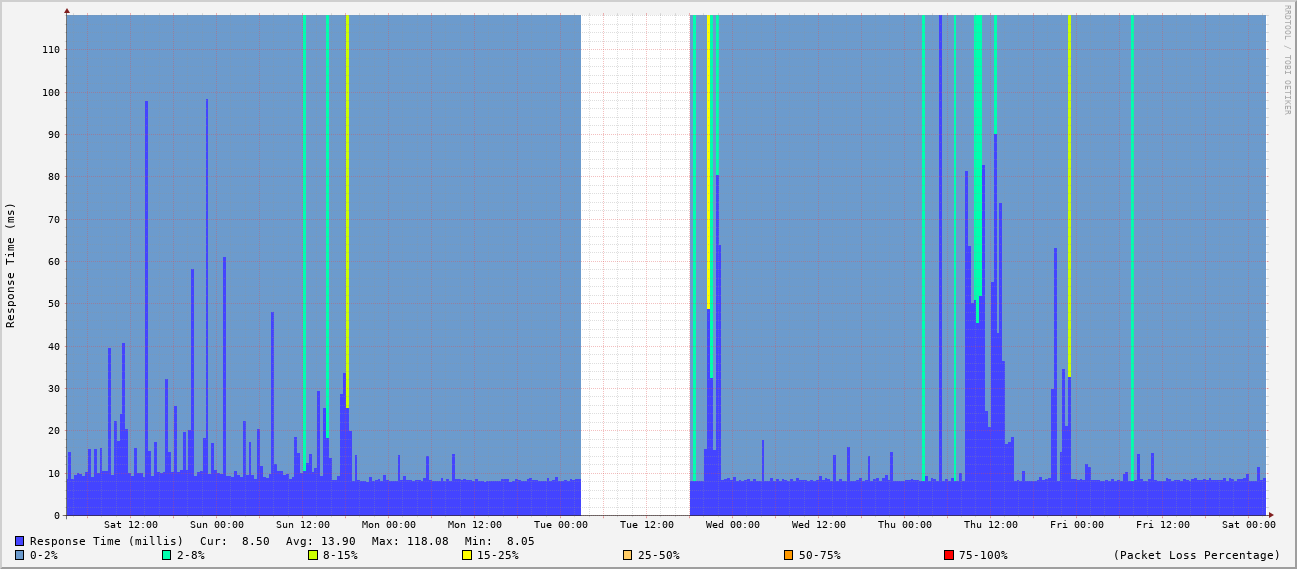 RRDTOOL / TOBI OETIKER
Response Time (ms)
110
100
90
80
70
60
50
40
30
20
10
0
Sat 12:00 Sun 00:00 Sun 12:00 Mon 00:00 Mon 12:00 Tue 00:00 Tue 12:00 Wed 00:00 Wed 12:00 Thu 00:00 Thu 12:00 Fri 00:00 Fri 12:00 Sat 00:00
Response Time (millis) Cur: 8.50 Avg: 13.90 Max: 118.08 Min: 8.05
0-2% 2-8% 8-15% 15-25% 25-50% 50-75% 75-100% (Packet Loss Percentage)